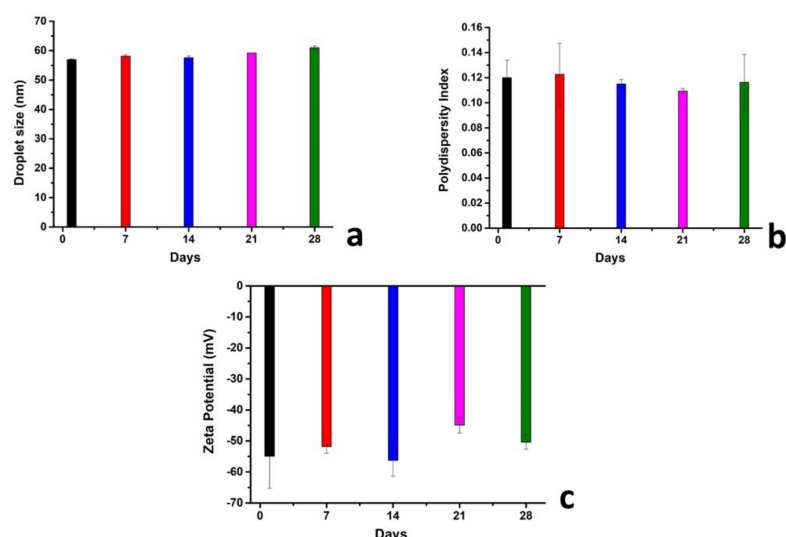 70
60
50
40
30
20
10
0
Droplet size (nm)
0 7 14 21 28
Days
a
0.16
0.14
0.12
0.10
0.08
0.06
0.04
0.02
0.00
Polydispersity Index
0 7 14 21 28
Days
b
0
-10
-20
-30
-40
-50
-60
-70
Zeta Potential (mV)
0 7 14 21 28
Days
c